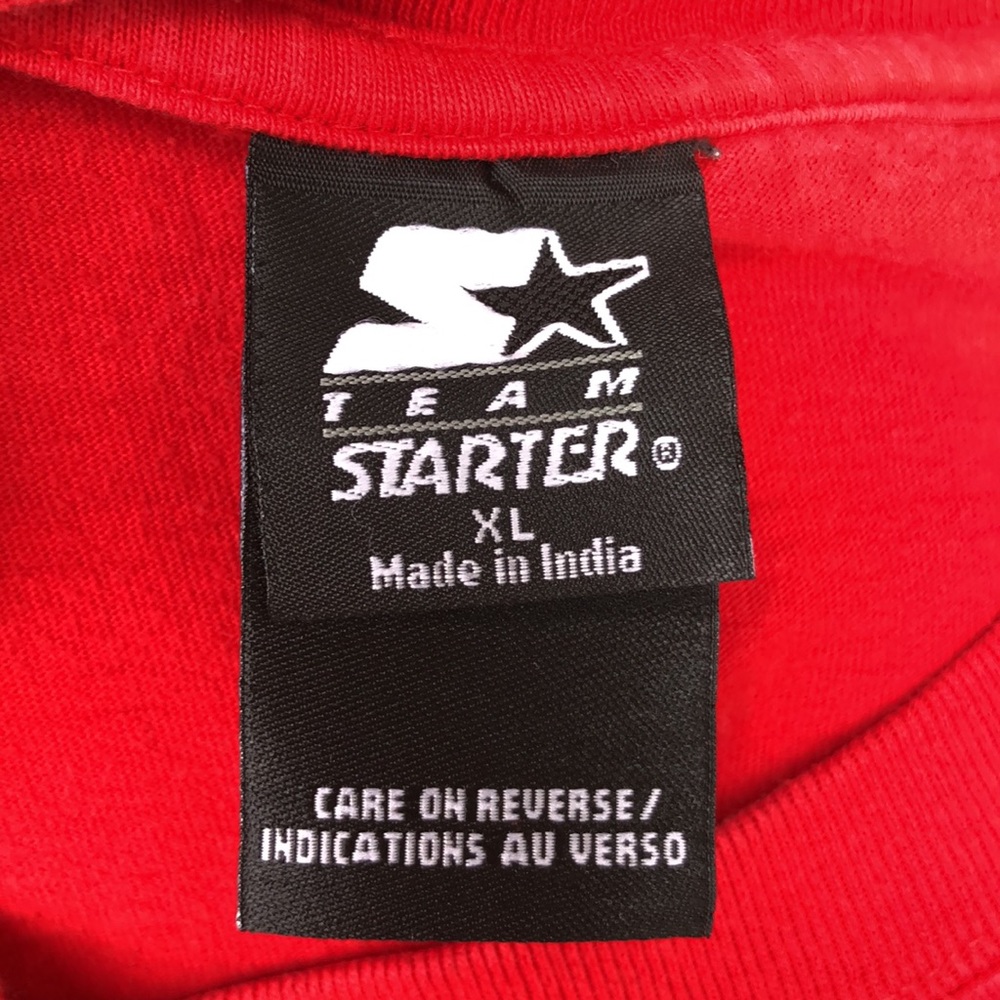 TEAM
STARTER®
XL
Made in India
CARE ON REVERSE/
INDICATIONS AU VERSO